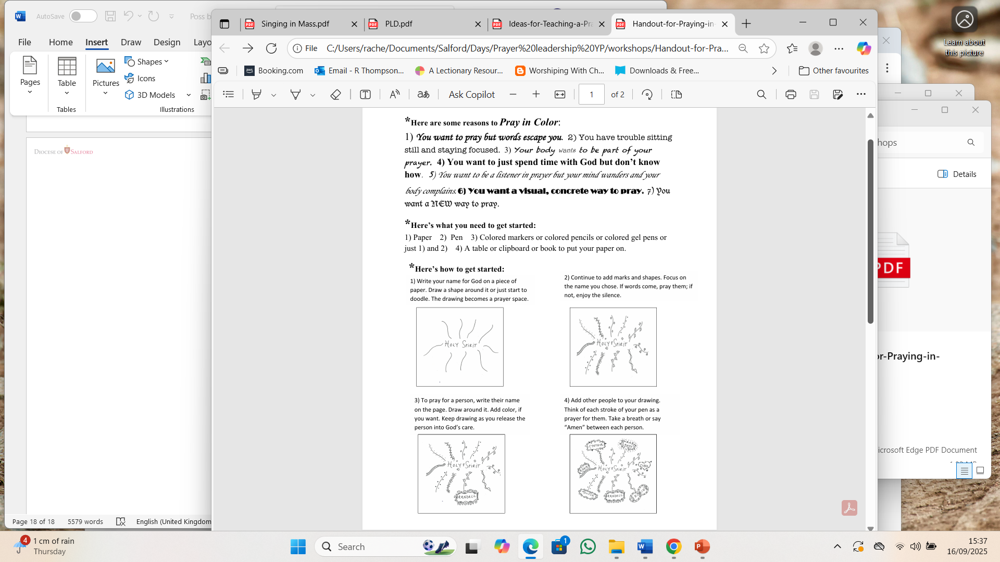 AutoSave
Poss b
File Home Insert Draw Design Layo
Pages
Table
Pictures
Shapes
Icons
3D Models
Tables
Illustrations
DIOCESE OF SALFORD
Page 18 of 18 5579 words English (United Kingdom
Singing in Mass.pdf
PLD.pdf
Ideas-for-Teaching-a-Pra
Handout-for-Praying-in-
File C:/Users/rache/Documents/Salford/Days/Prayer%20leadership%20YP/workshops/Handout-for-Pra...
Booking.com
Email - R Thompson...
A Lectionary Resour...
Worshiping With Ch...
Downloads & Free...
Other favourites
Ask Copilot
1 of 2
*Here are some reasons to Pray in Color:
1) You want to pray but words escape you. 2) You have trouble sitting
still and staying focused. 3) Your body wants to be part of your
prayer. 4) You want to just spend time with God but don't know
how. 5) You want to be a listener in prayer but your mind wanders and your
body complains. 6) You want a visual, concrete way to pray. 7) You
want a NEW way to pray.
*Here's what you need to get started:
1) Paper 2) Pen 3) Colored markers or colored pencils or colored gel pens or
just 1) and 2) 4) A table or clipboard or book to put your paper on.
*Here's how to get started:
1) Write your name for God on a piece of
paper. Draw a shape around it or just start to
doodle. The drawing becomes a prayer space.
HOLY SPIRIT
2) Continue to add marks and shapes. Focus on
the name you chose. If words come, pray them; if
not, enjoy the silence.
HOLY SPIRIT
3) To pray for a person, write their name
on the page. Draw around it. Add color, if
you want. Keep drawing as you release the
person into God's care.
HOLY SPIRIT
RANDELL
4) Add other people to your drawing.
Think of each stroke of your pen as a
prayer for them. Take a breath or say
"Amen" between each person.
CYNTHIA
ANDY
HOLY SPIRIT
RANDELL
Learn about
this picture
hops
Details
PDF
or-Praying-in-
icrosoft Edge PDF Document
4
1 cm of rain
Thursday
Search
1
15:37
16/09/2025